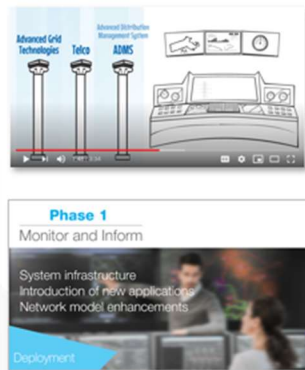 Advanced Distribution
Management System
Advanced Grid
Technologies
Telco
ADMS
Phase 1
Monitor and Inform
System infrastructure
Introduction of new applications
Network model enhancements
Deployment